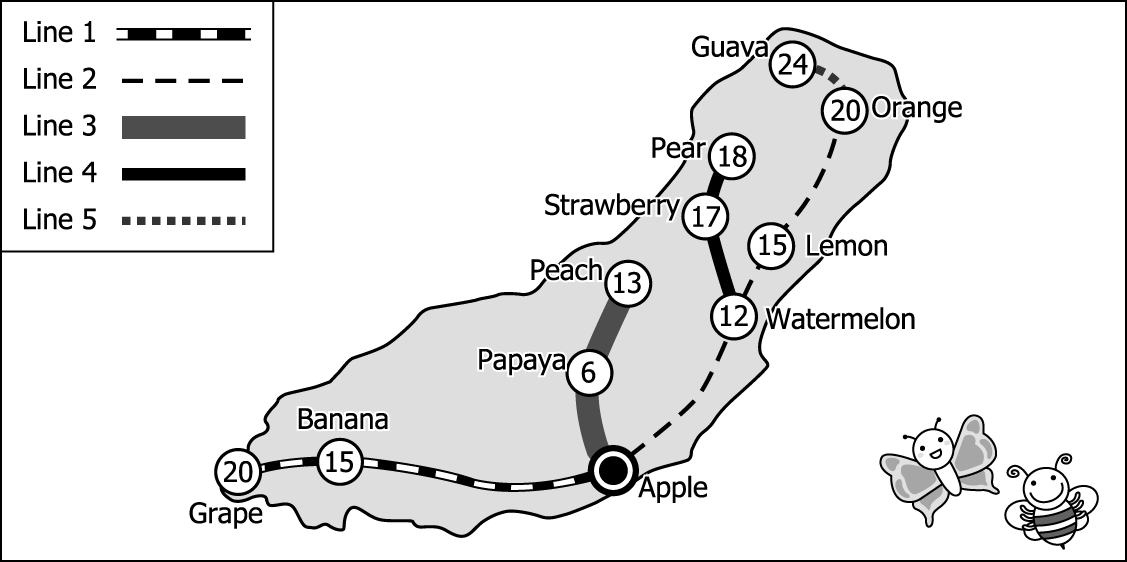 Line 1
Line 2
Line 3
Line 4
Line 5
Guava
24
20
Orange
Pear
18
Strawberry
17
15
Lemon
Peach
13
12
Watermelon
Papaya
6
Banana
15
20
Grape
Apple